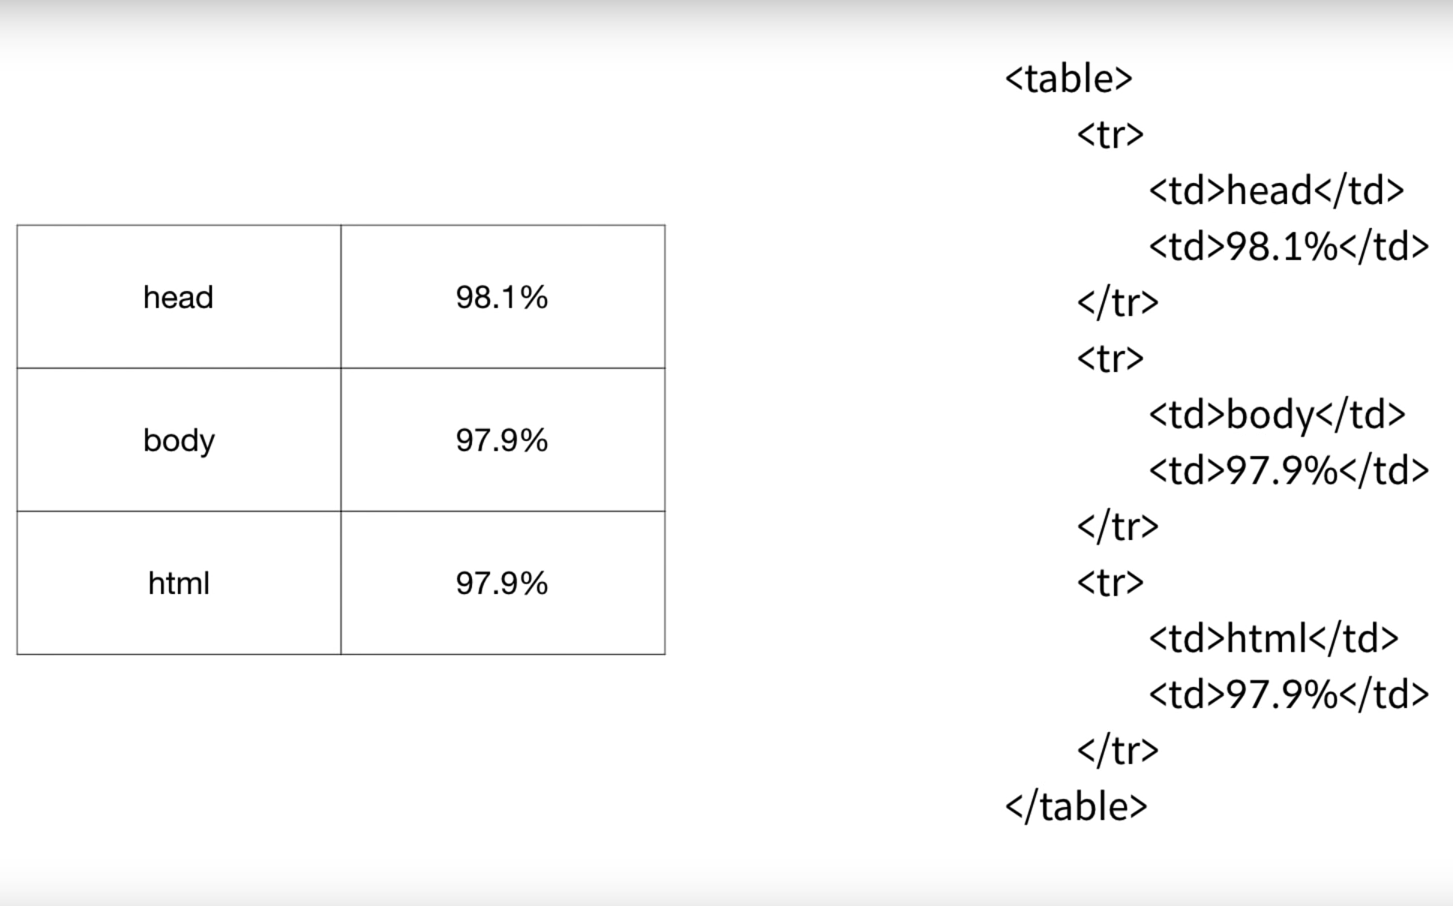 head 98.1%
body 97.9%
html 97.9%
<table>
<tr>
<td>head</td>
<td>98.1%</td>
</tr>
<tr>
<td>body</td>
<td>97.9%</td>
</tr>
<tr>
<td>html</td>
<td>97.9%</td>
</tr>
</table>